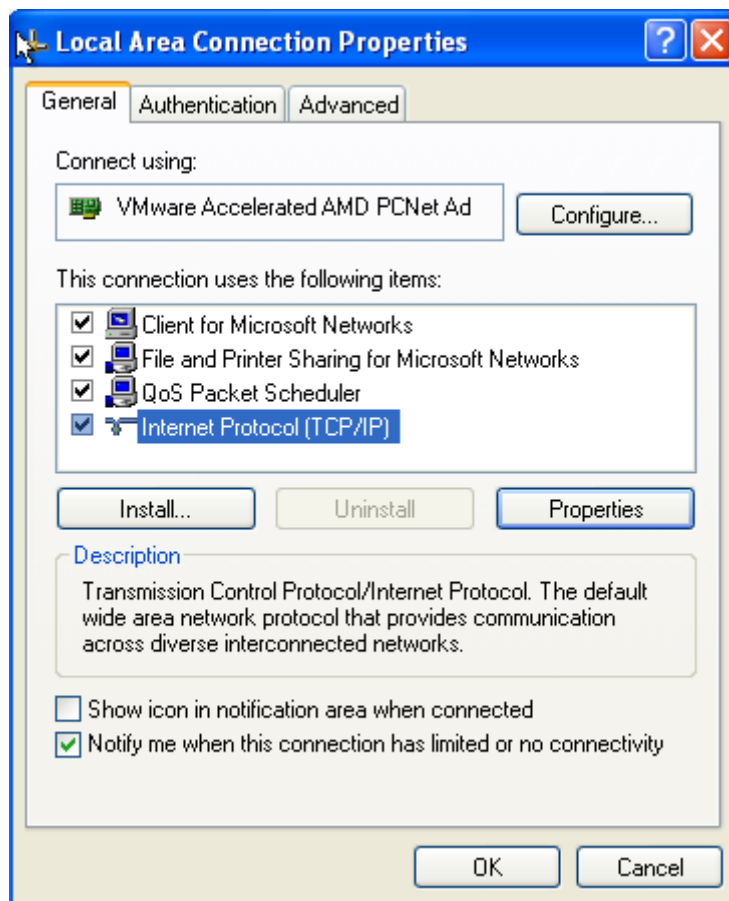 Local Area Connection Properties
General Authentication Advanced
Connect using:
VMware Accelerated AMD PCNet Ad
Configure...
This connection uses the following items:
Client for Microsoft Networks
File and Printer Sharing for Microsoft Networks
QoS Packet Scheduler
Internet Protocol (TCP/IP)
Install... Uninstall Properties
Description
Transmission Control Protocol/Internet Protocol. The default
wide area network protocol that provides communication
across diverse interconnected networks.
Show icon in notification area when connected
Notify me when this connection has limited or no connectivity
OK Cancel